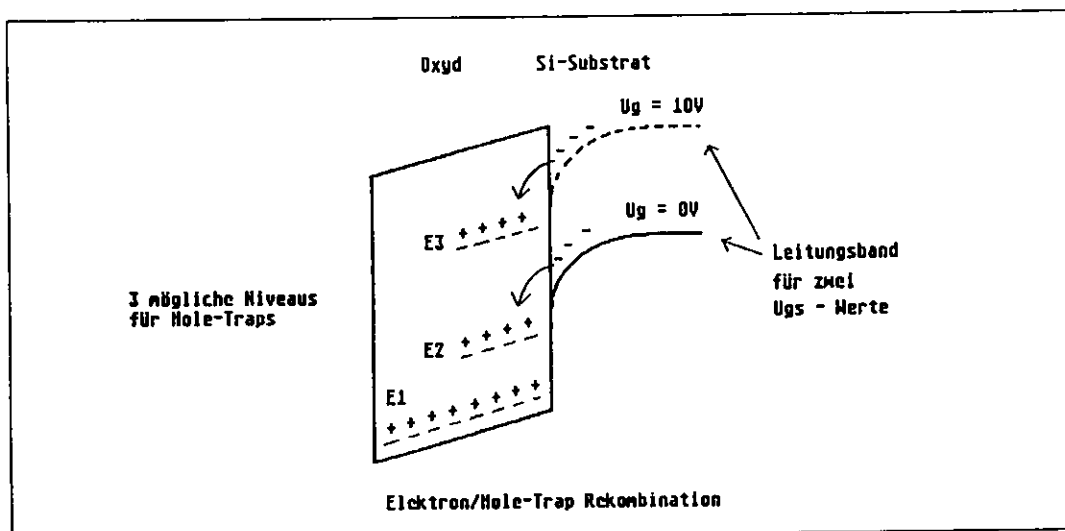 Oxyd Si-Substrat
Ug = 10V
E3 + + + +
Ug = 0V
Leitungsband
für zwei
Ugs - Werte
3 mögliche Niveaus
für Hole-Traps
E2 + + + +
E1
+ + + + + + + +
Elektron/Hole-Trap Rekombination